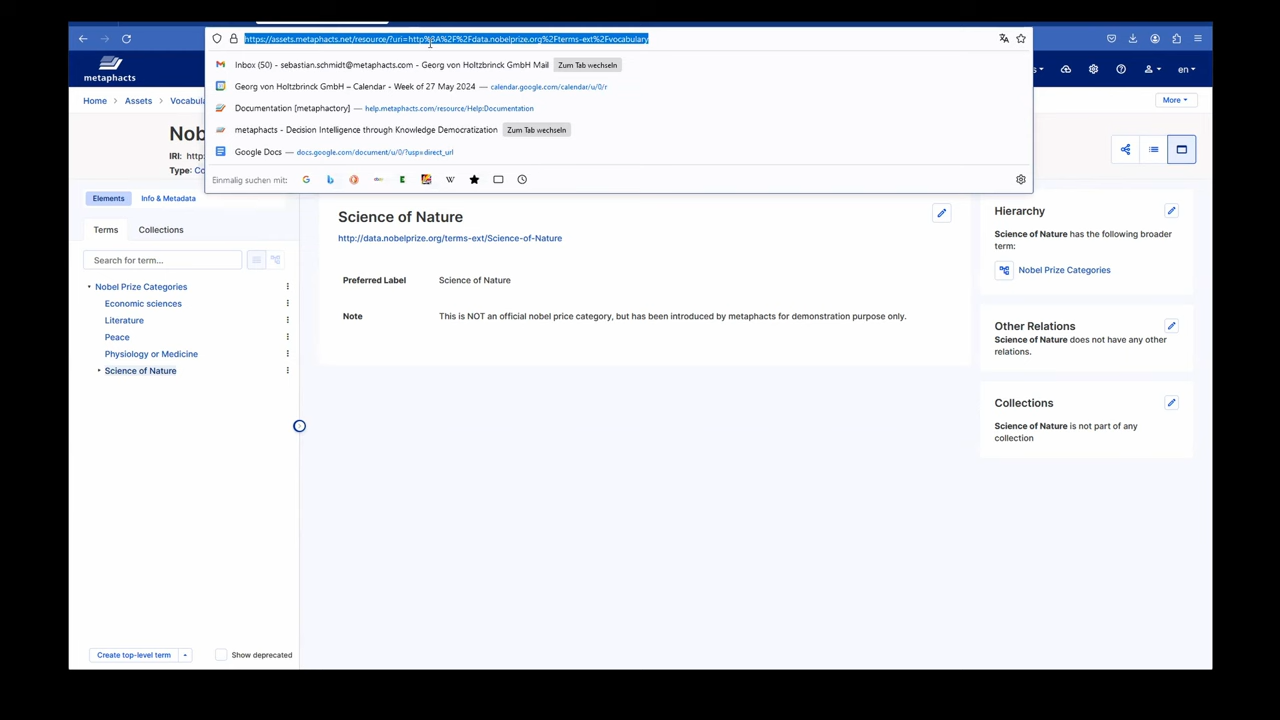 https://assets.metaphacts.net/resource/?uri=http%3A%2F%2Fdata.nobelprize.org%2Fterms-ext%2Fvocabulary
Inbox (50) - sebastian.schmidt@metaphacts.com - Georg von Holtzbrinck GmbH Mail Zum Tab wechseln
metaphacts
en
Georg von Holtzbrinck GmbH – Calendar - Week of 27 May 2024 — calendar.google.com/calendar/u/0/r
Home > Assets > Vocabula
More
Documentation [metaphactory] — help.metaphacts.com/resource/Help:Documentation
metaphacts - Decision Intelligence through Knowledge Democratization Zum Tab wechseln
Nob
Google Docs — docs.google.com/document/u/0/?usp=direct_url
IRI: http:
Type: Co
Einmalig suchen mit:
Elements Info & Metadata
Terms Collections
Search for term...
Nobel Prize Categories
Economic sciences
Literature
Peace
Physiology or Medicine
Science of Nature
Create top-level term
Show deprecated
Science of Nature
http://data.nobelprize.org/terms-ext/Science-of-Nature
Preferred Label Science of Nature
Note This is NOT an official nobel price category, but has been introduced by metaphacts for demonstration purpose only.
Hierarchy
Science of Nature has the following broader
term:
Nobel Prize Categories
Other Relations
Science of Nature does not have any other
relations.
Collections
Science of Nature is not part of any
collection